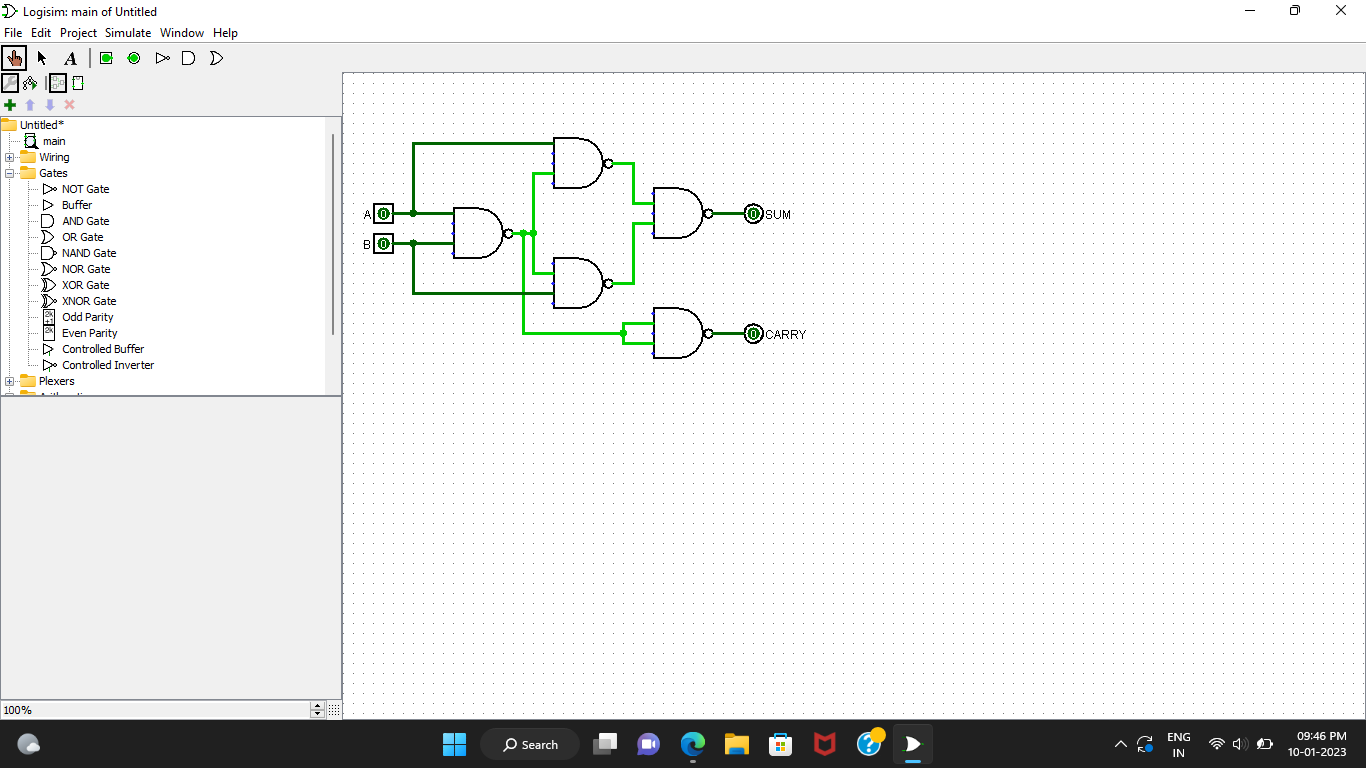 Logisim: main of Untitled
File Edit Project Simulate Window Help
A
Untitled*
main
Wiring
Gates
NOT Gate
Buffer
AND Gate
OR Gate
NAND Gate
NOR Gate
XOR Gate
XNOR Gate
Odd Parity
Even Parity
Controlled Buffer
Controlled Inverter
Plexers
A 0
B 0
0 SUM
0 CARRY
100%
Search
ENG
IN
09:46 PM
10-01-2023